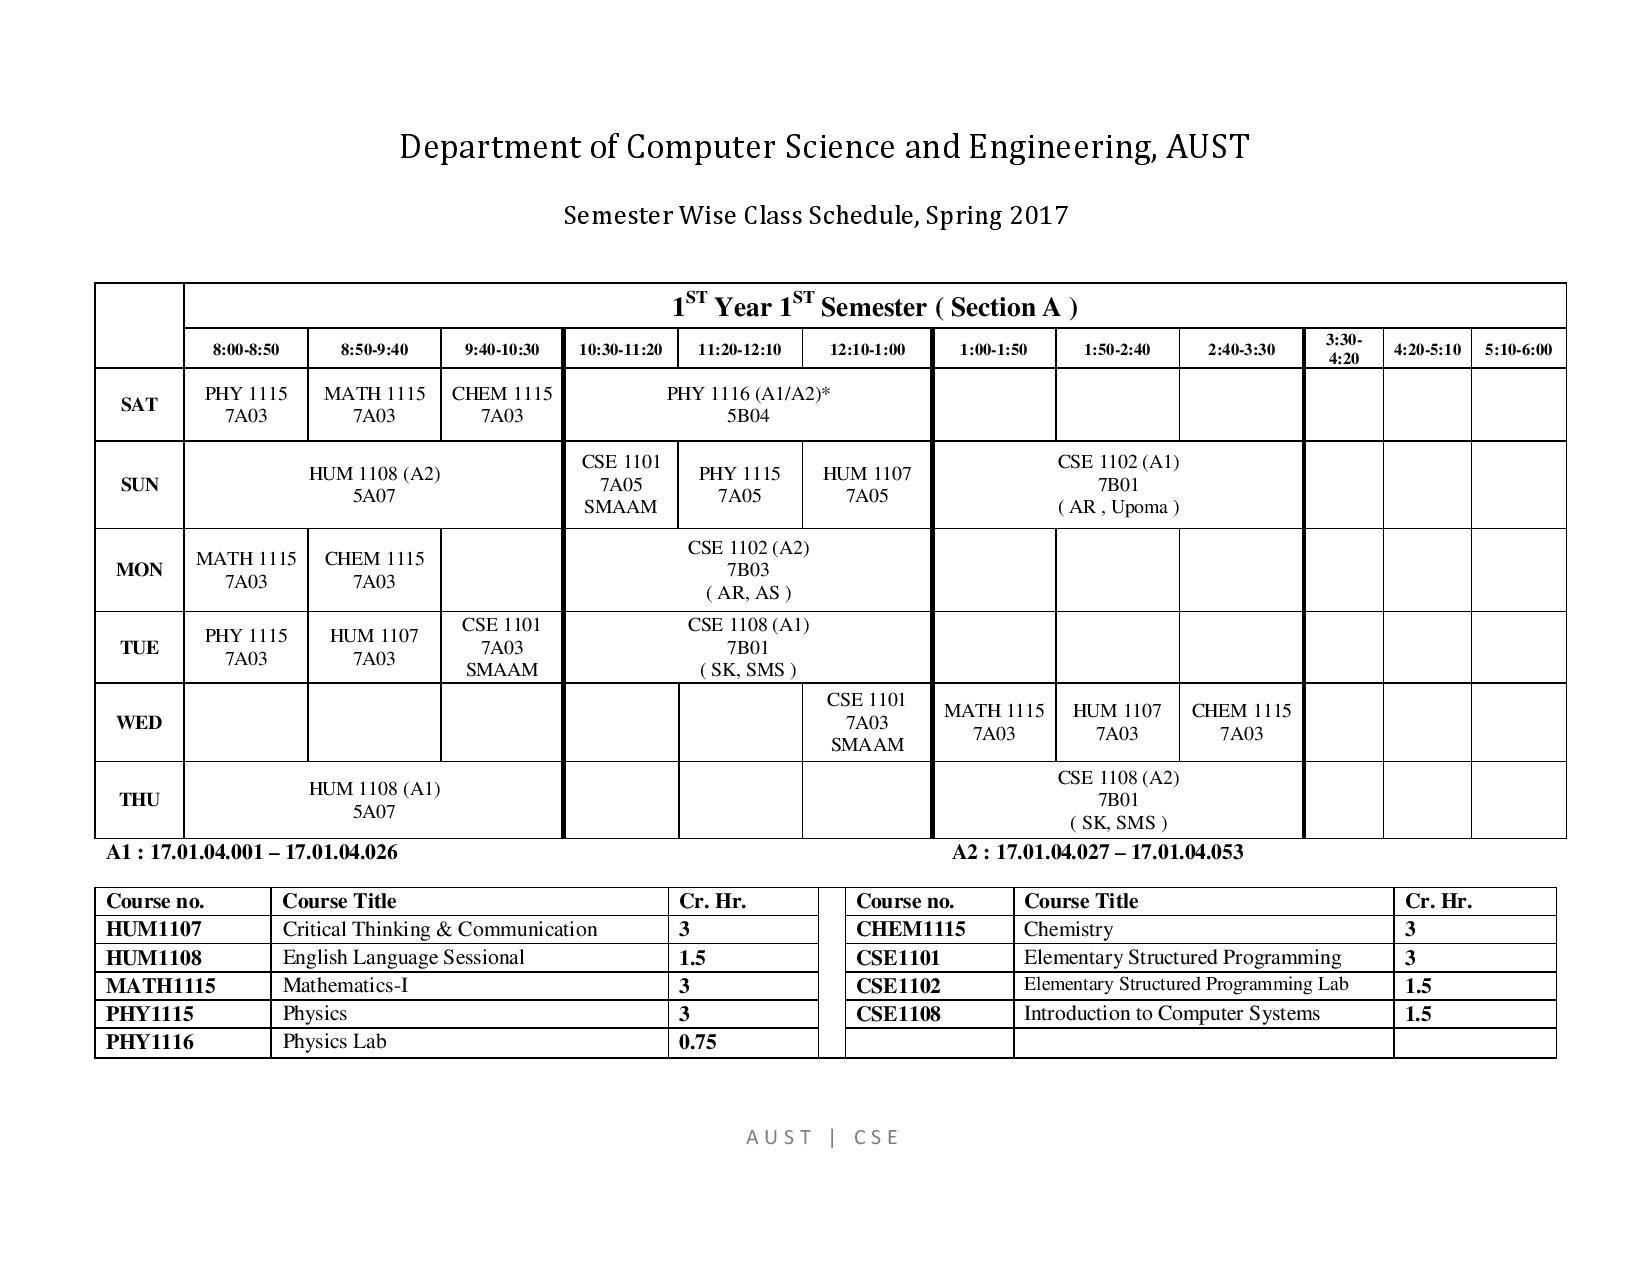 Department of Computer Science and Engineering, AUST
Semester Wise Class Schedule, Spring 2017
1ST Year 1ST Semester ( Section A )
8:00-8:50 8:50-9:40 9:40-10:30 10:30-11:20 11:20-12:10 12:10-1:00 1:00-1:50 1:50-2:40 2:40-3:30 3:30-4:20 4:20-5:10 5:10-6:00
SAT
PHY 1115
7A03
MATH 1115
7A03
CHEM 1115
7A03
PHY 1116 (A1/A2)*
5B04
SUN
HUM 1108 (A2)
5A07
CSE 1101
7A05
SMAAM
PHY 1115
7A05
HUM 1107
7A05
CSE 1102 (A1)
7B01
( AR , Upoma )
MON
MATH 1115
7A03
CHEM 1115
7A03
CSE 1102 (A2)
7B03
( AR, AS )
TUE
PHY 1115
7A03
HUM 1107
7A03
CSE 1101
7A03
SMAAM
CSE 1108 (A1)
7B01
( SK, SMS )
WED
CSE 1101
7A03
SMAAM
MATH 1115
7A03
HUM 1107
7A03
CHEM 1115
7A03
THU
HUM 1108 (A1)
5A07
CSE 1108 (A2)
7B01
( SK, SMS )
A1 : 17.01.04.001 – 17.01.04.026 A2 : 17.01.04.027 – 17.01.04.053
Course no. Course Title Cr. Hr. Course no. Course Title Cr. Hr.
HUM1107 Critical Thinking & Communication 3 CHEM1115 Chemistry 3
HUM1108 English Language Sessional 1.5 CSE1101 Elementary Structured Programming 3
MATH1115 Mathematics-I 3 CSE1102 Elementary Structured Programming Lab 1.5
PHY1115 Physics 3 CSE1108 Introduction to Computer Systems 1.5
PHY1116 Physics Lab 0.75
AUST | CSE